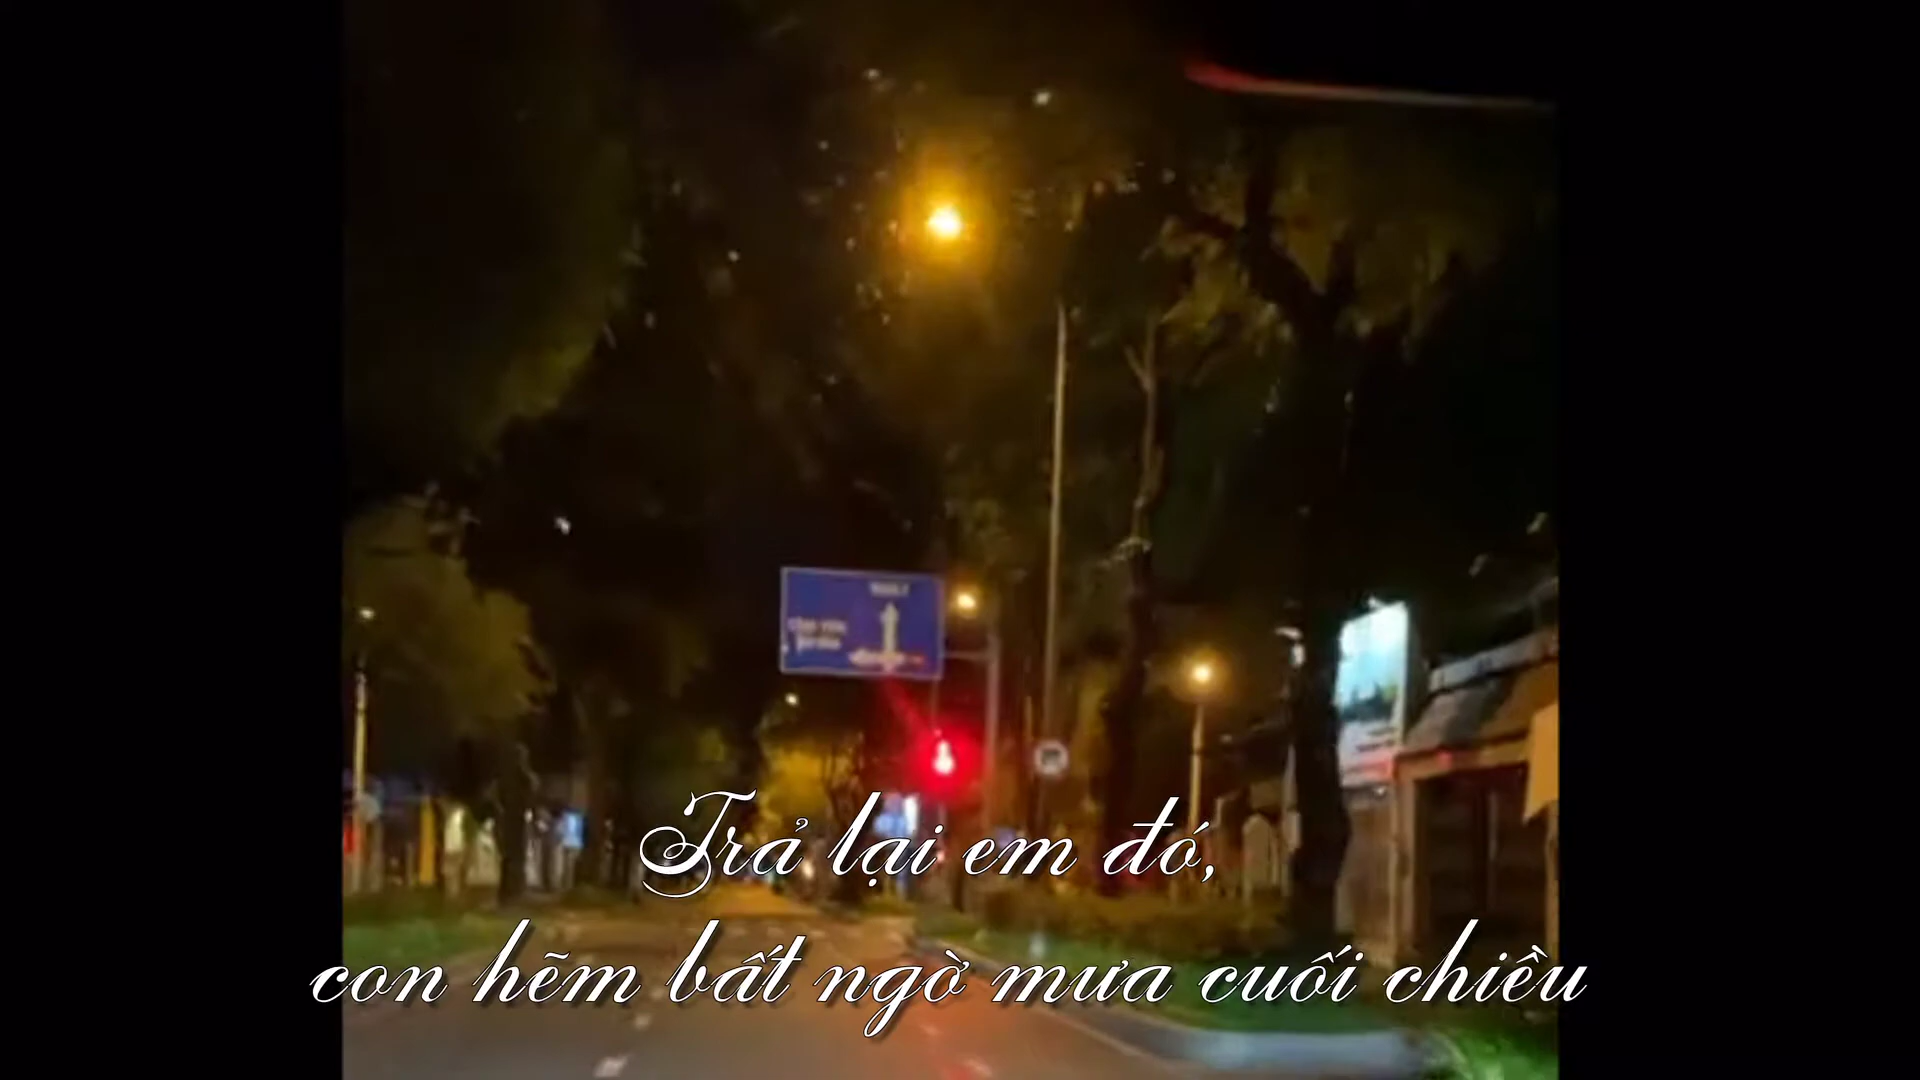 Trả lại em đó,
con hẽm bất ngờ mưa cuối chiều